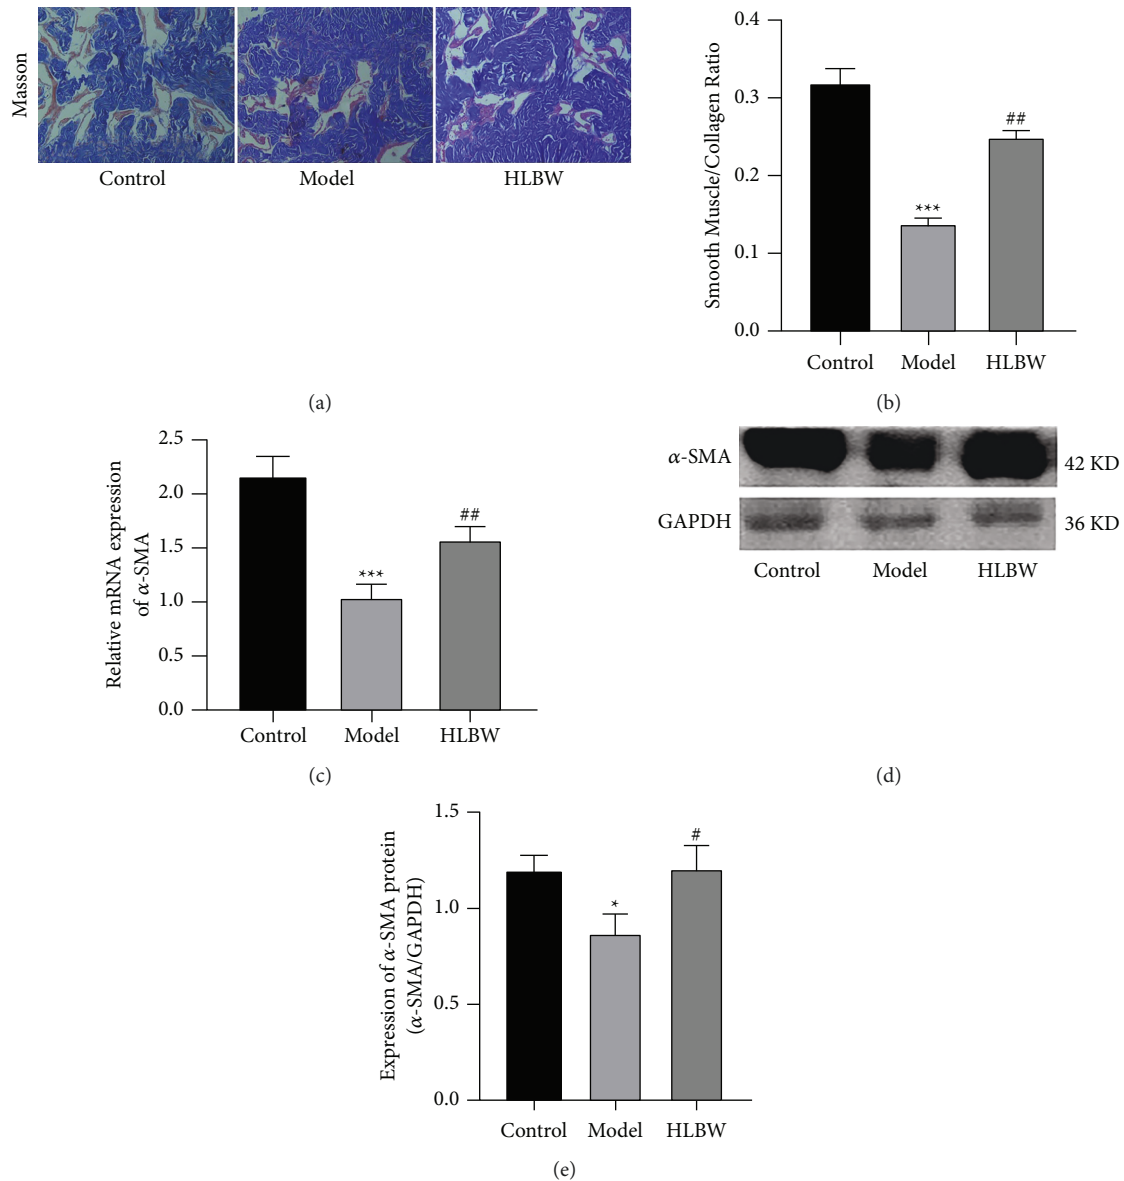 Masson
Control Model HLBW
(a)
Smooth Muscle/Collagen Ratio
0.4
0.3
0.2
0.1
0.0
***
##
Control Model HLBW
(b)
Relative mRNA expression
of α-SMA
2.5
2.0
1.5
1.0
0.5
0.0
***
##
Control Model HLBW
(c)
α-SMA 42 KD
GAPDH 36 KD
Control Model HLBW
(d)
Expression of α-SMA protein
(α-SMA/GAPDH)
1.5
1.0
0.5
0.0
*
#
Control Model HLBW
(e)